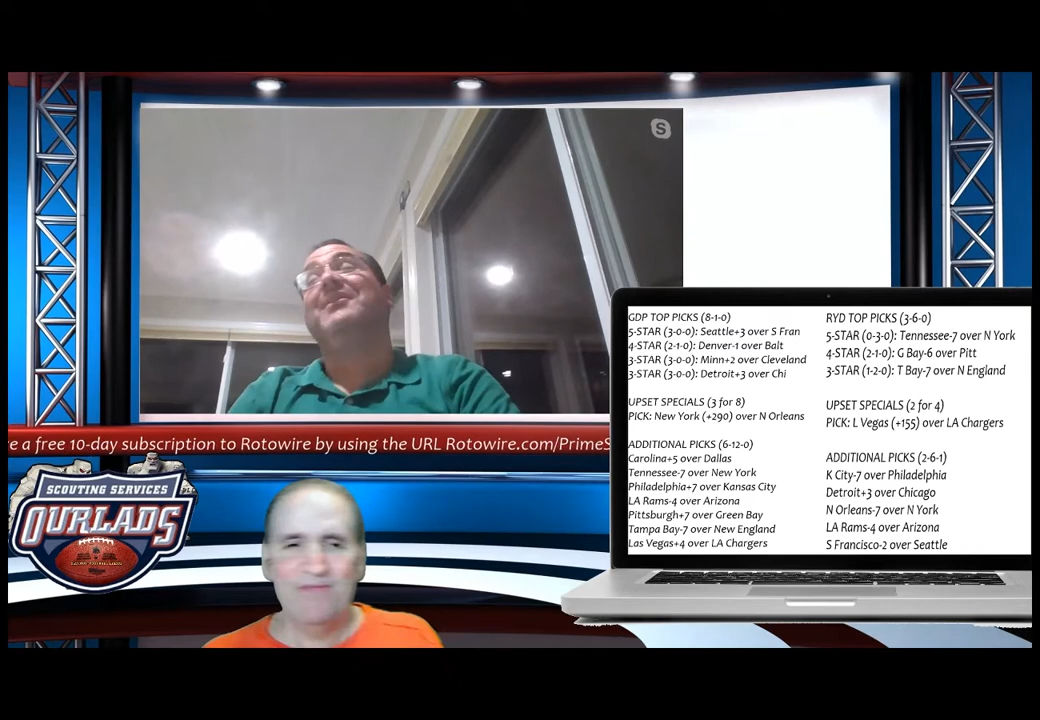 S
GDP TOP PICKS (8-1-0)
5-STAR (3-0-0): Seattle+3 over S Fran
4-STAR (2-1-0): Denver-1 over Balt
3-STAR (3-0-0): Minn+2 over Cleveland
3-STAR (3-0-0): Detroit+3 over Chi
UPSET SPECIALS (3 for 8)
PICK: New York (+290) over N Orleans
ADDITIONAL PICKS (6-12-0)
Carolina+5 over Dallas
Tennessee-7 over New York
Philadelphia+7 over Kansas City
LA Rams-4 over Arizona
Pittsburgh+7 over Green Bay
Tampa Bay-7 over New England
Las Vegas+4 over LA Chargers
RYD TOP PICKS (3-6-0)
5-STAR (0-3-0): Tennessee-7 over N York
4-STAR (2-1-0): G Bay-6 over Pitt
3-STAR (1-2-0): T Bay-7 over N England
UPSET SPECIALS (2 for 4)
PICK: L Vegas (+155) over LA Chargers
ADDITIONAL PICKS (2-6-1)
K City-7 over Philadelphia
Detroit+3 over Chicago
N Orleans-7 over N York
LA Rams-4 over Arizona
S Francisco-2 over Seattle
e a free 10-day subscription to Rotowire by using the URL Rotowire.com/PrimeS
SCOUTING SERVICES
OURLADS